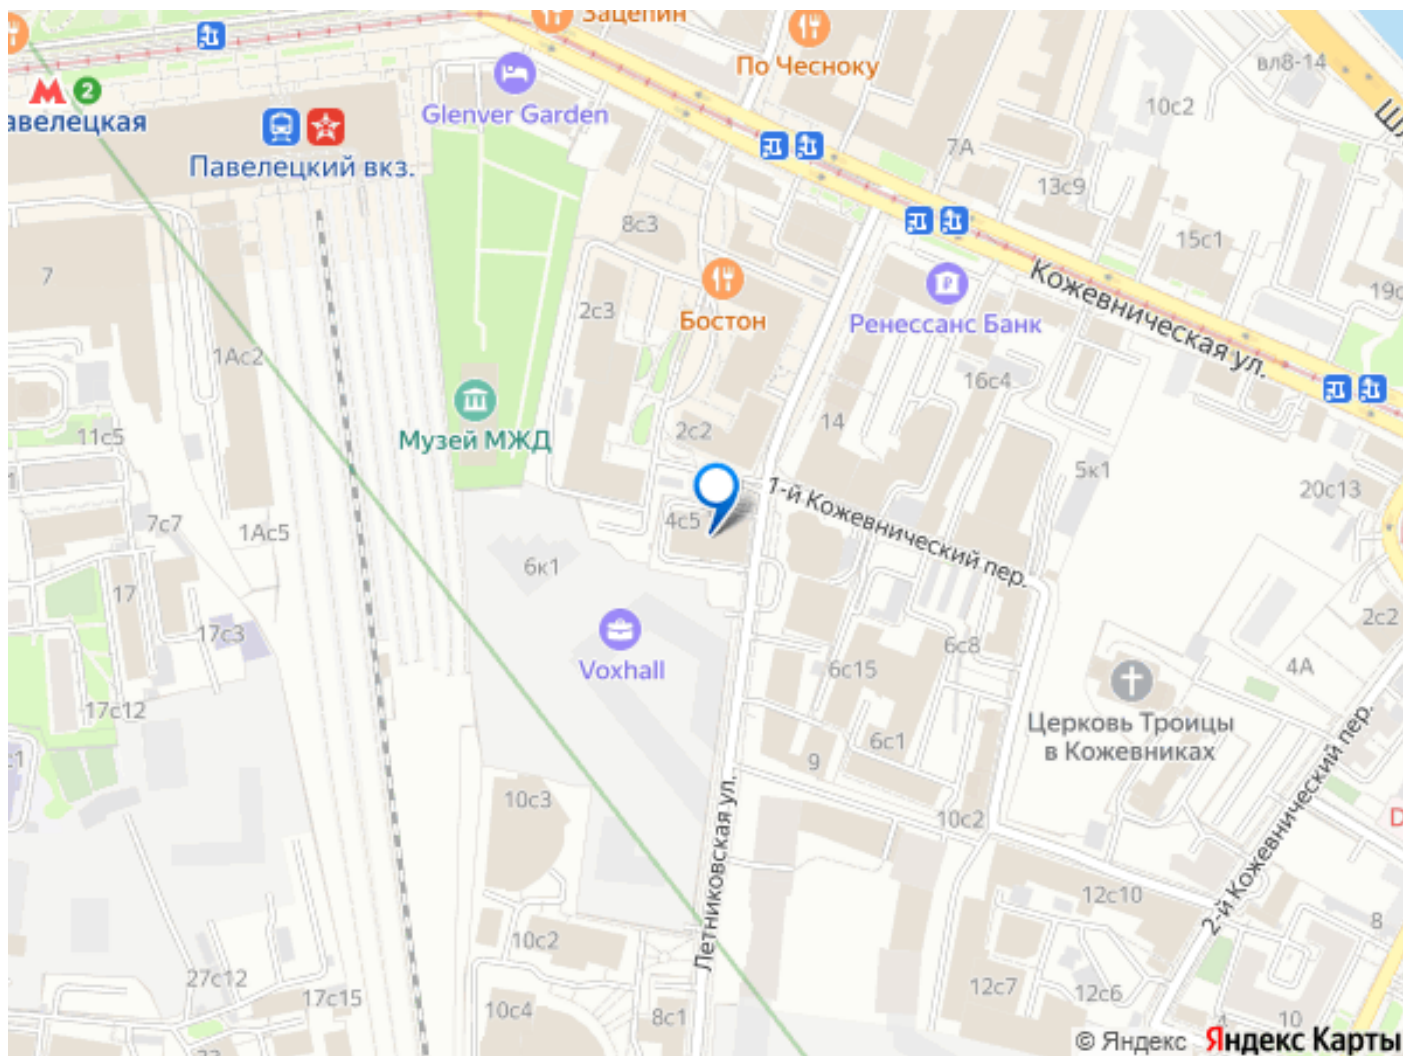 Зацепин
По Чесноку
вл8-14
2
Glenver Garden
10с2
Павелецкий вкз.
7А
13с9
8с3
15с1
7
Бостон
Ренессанс Банк
Кожевническая ул.
2с3
1Ас2
16с4
Музей МЖД
11с5
2с2
14
5к1
20с13
7с7
1Ас5
4с5
1-й Кожевнический пер.
6к1
17
17с3
Voxhall
6с15
6с8
2с2
4А
17с12
Церковь Троицы
в Кожевниках
6с1
9
10с3
Летниковская ул.
10с2
2-й Кожевнический пер.
12с10
8
10с2
27с12
17с15
10с4
8с1
12с7
12с6
10
© Яндекс
Яндекс Карты